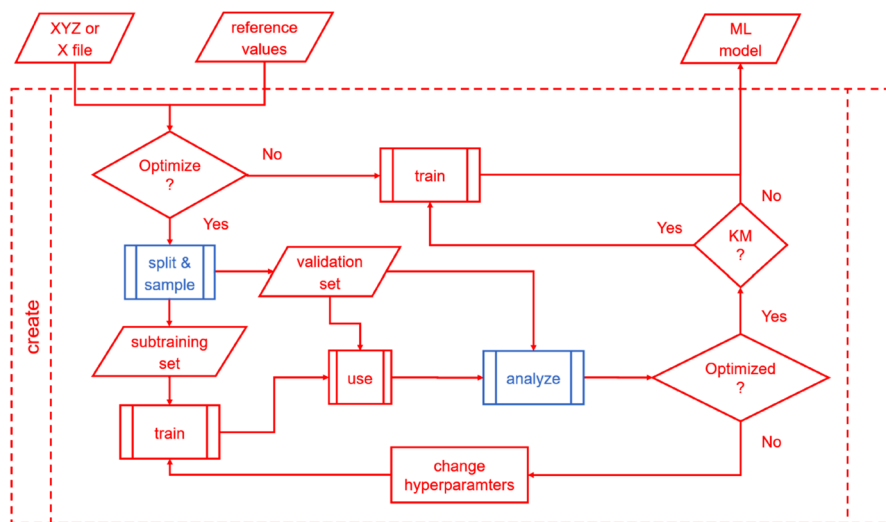 XYZ or
X file
reference
values
ML
model
Optimize
?
No
train
No
Yes
KM
?
Yes
split &
sample
validation
set
create
Yes
subtraining
set
use
analyze
Optimized
?
train
No
change
hyperparamters